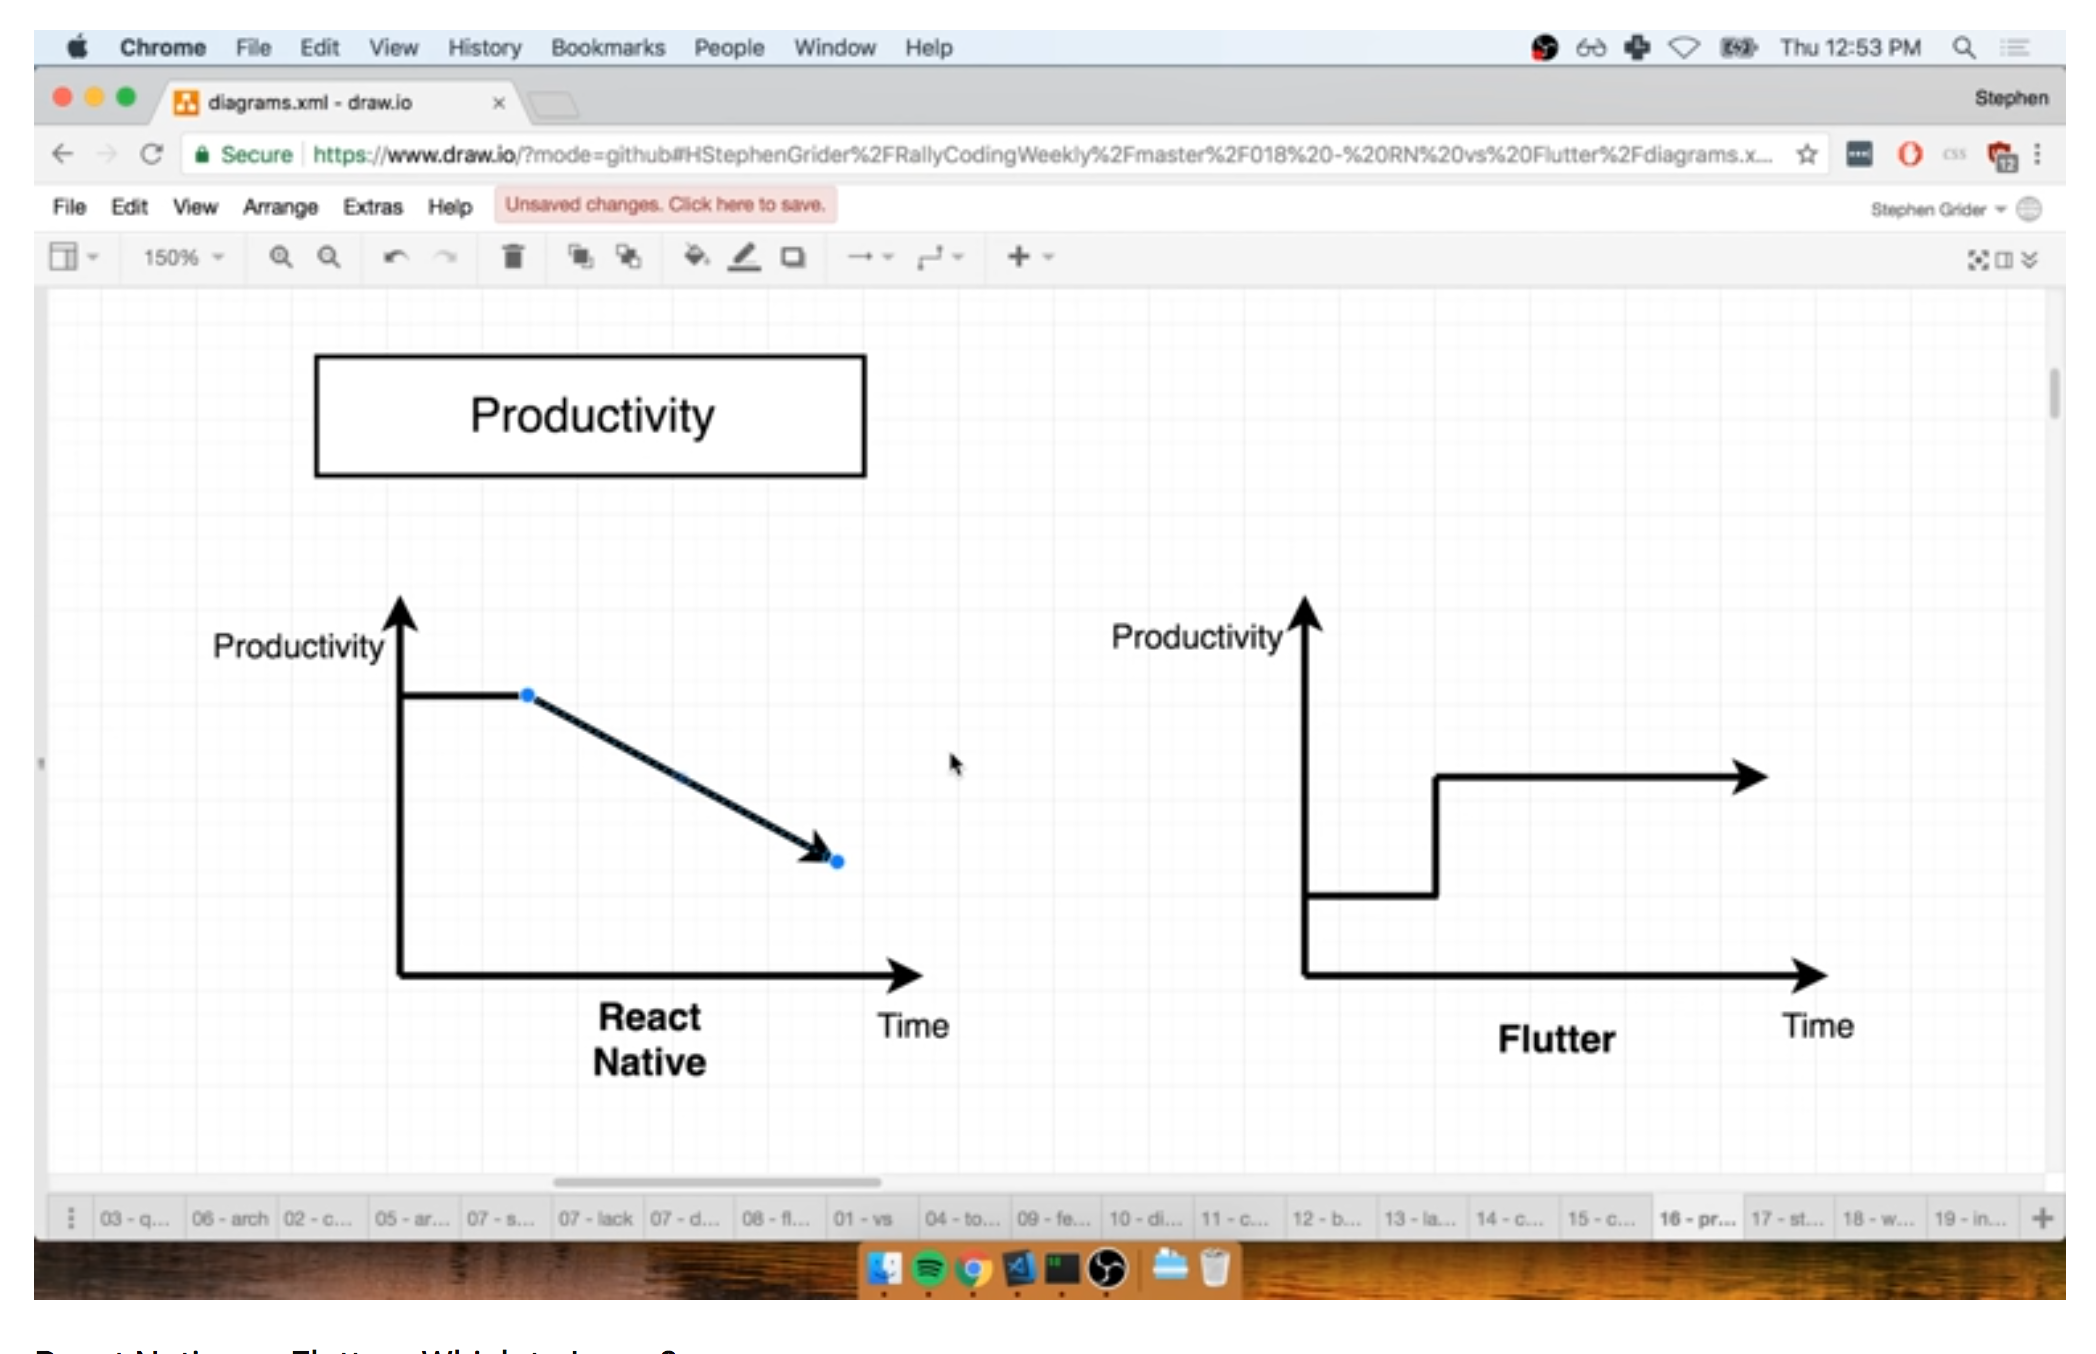 Chrome File Edit View History Bookmarks People Window Help Thu 12:53 PM
diagrams.xml - draw.io Stephen
Secure https://www.draw.io/?mode=github#HStephenGrider%2FRallyCodingWeekly%2Fmaster%2F018%20-%20RN%20vs%20Flutter%2Fdiagrams.x... CSS 12
File Edit View Arrange Extras Help Unsaved changes. Click here to save. Stephen Grider
150%
Productivity
Productivity
Productivity
React
Native
Time
Flutter
Time
03 - q... 06 - arch 02 - c... 05 - ar... 07 - s... 07 - lack 07 - d... 08 - fl... 01 - vs 04 - to... 09 - fe... 10 - di... 11 - c... 12 - b... 13 - la... 14 - c... 15 - c... 16 - pr... 17 - st... 18 - w... 19 - in...